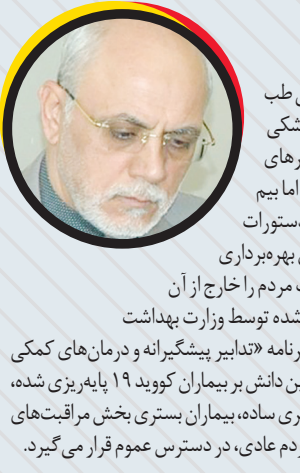 طب
شکی
رهای
اما بیم
ستورات
بهره‌برداری
مردم را خارج از آن
شده توسط وزارت بهداشت
رنامه «تدابیر پیشگیرانه و درمان‌های کمکی
ین دانش بر بیماران کووید ۱۹ پایه‌ریزی شده،
ری ساده، بیماران بستری بخش مراقبت‌های
ردم عادی، در دسترس عموم قرار می‌گیرد.